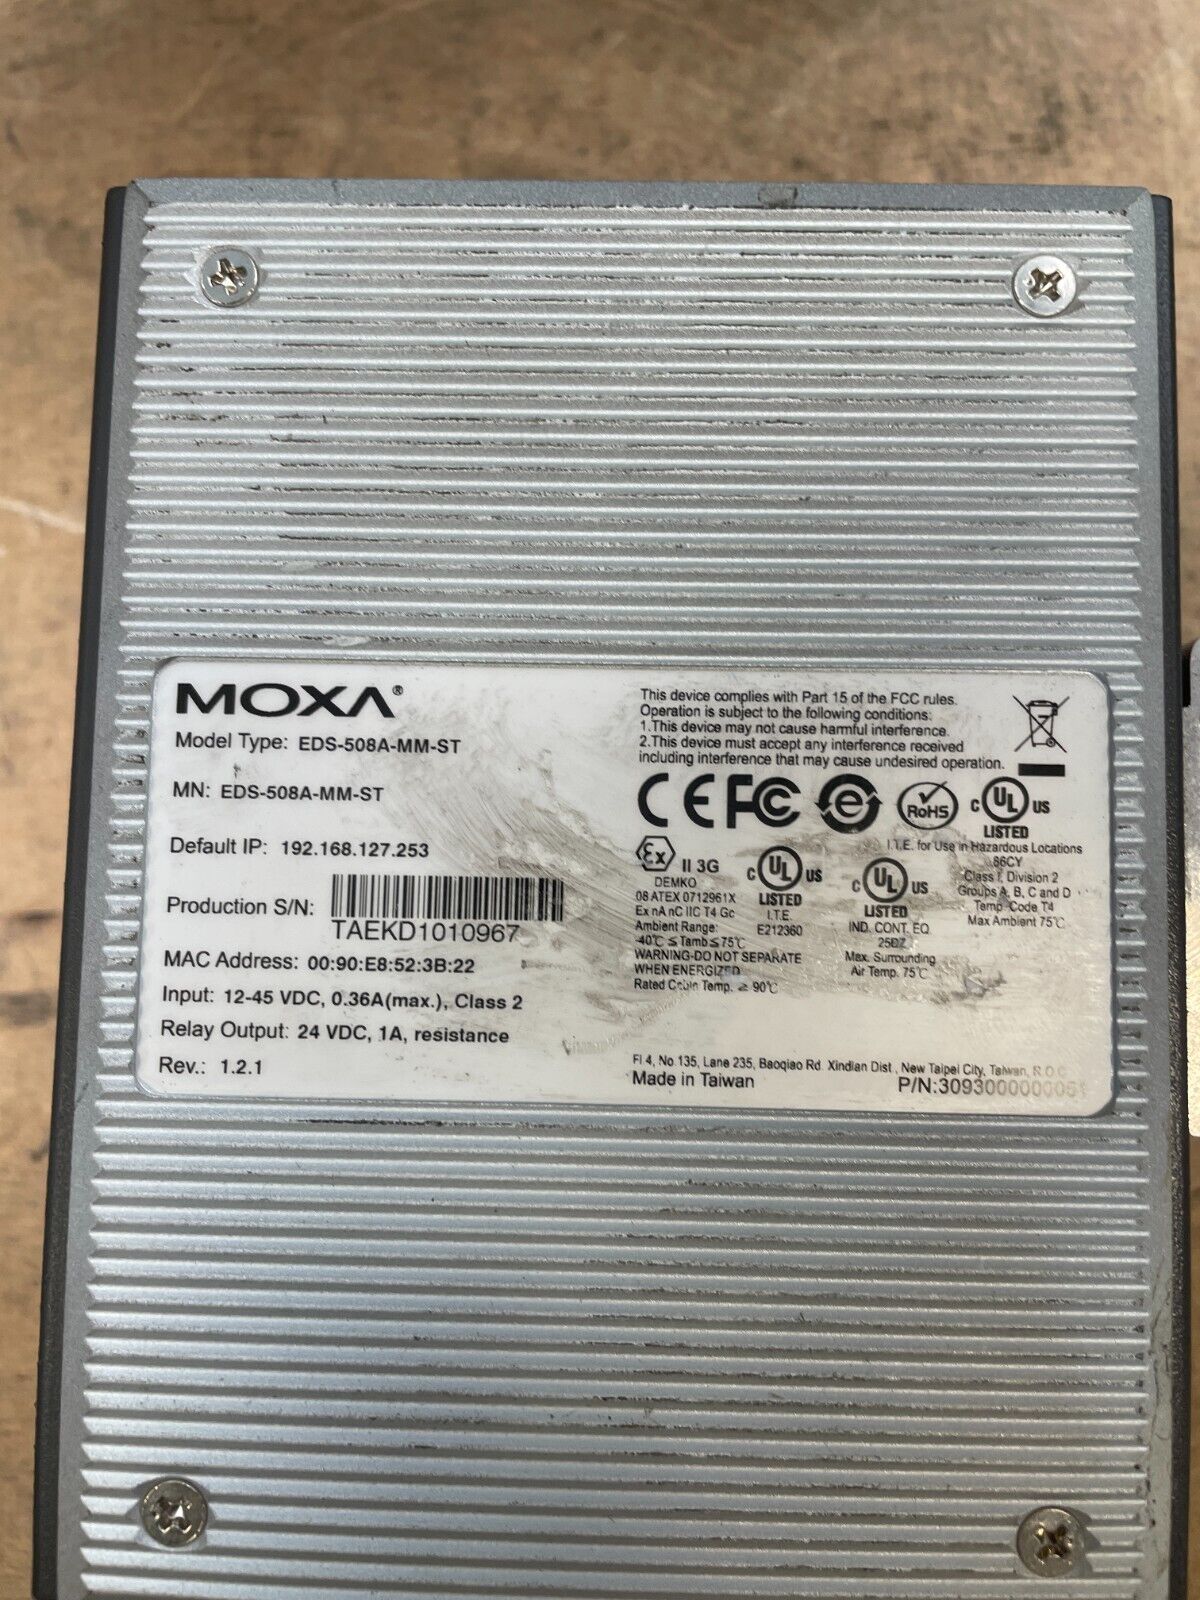 MOXA®
Model Type: EDS-508A-MM-ST
MN: EDS-508A-MM-ST
Default IP: 192.168.127.253
Production S/N:
TAEKD1010967
MAC Address: 00:90:E8:52:3B:22
Input: 12-45 VDC, 0.36A(max.), Class 2
Relay Output: 24 VDC, 1A, resistance
Rev.: 1.2.1
This device complies with Part 15 of the FCC rules.
Operation is subject to the following conditions:
1.This device may not cause harmful interference.
2.This device must accept any interference received
including interference that may cause undesired operation.
CE FC e RoHS
C UL US
LISTED
I.T.E. for Use in Hazardous Locations
86CY
Class I, Division 2
Groups A, B, C and D
Temp. Code T4
Max Ambient 75℃
Ex II 3G
DEMKO
08 ATEX 0712961X
Ex nA nC IIC T4 Gc
Ambient Range:
-40℃ ≤ Tamb ≤ 75℃
WARNING-DO NOT SEPARATE
WHEN ENERGIZED
Rated Cable Temp. ≥ 90℃
C UL US
LISTED
I.T.E.
E212360
C UL US
LISTED
IND. CONT. EQ
25DZ
Max. Surrounding
Air Temp. 75℃
Fl 4, No 135, Lane 235, Baoqiao Rd. Xindian Dist., New Taipei City, Taiwan, R.O.C
Made in Taiwan